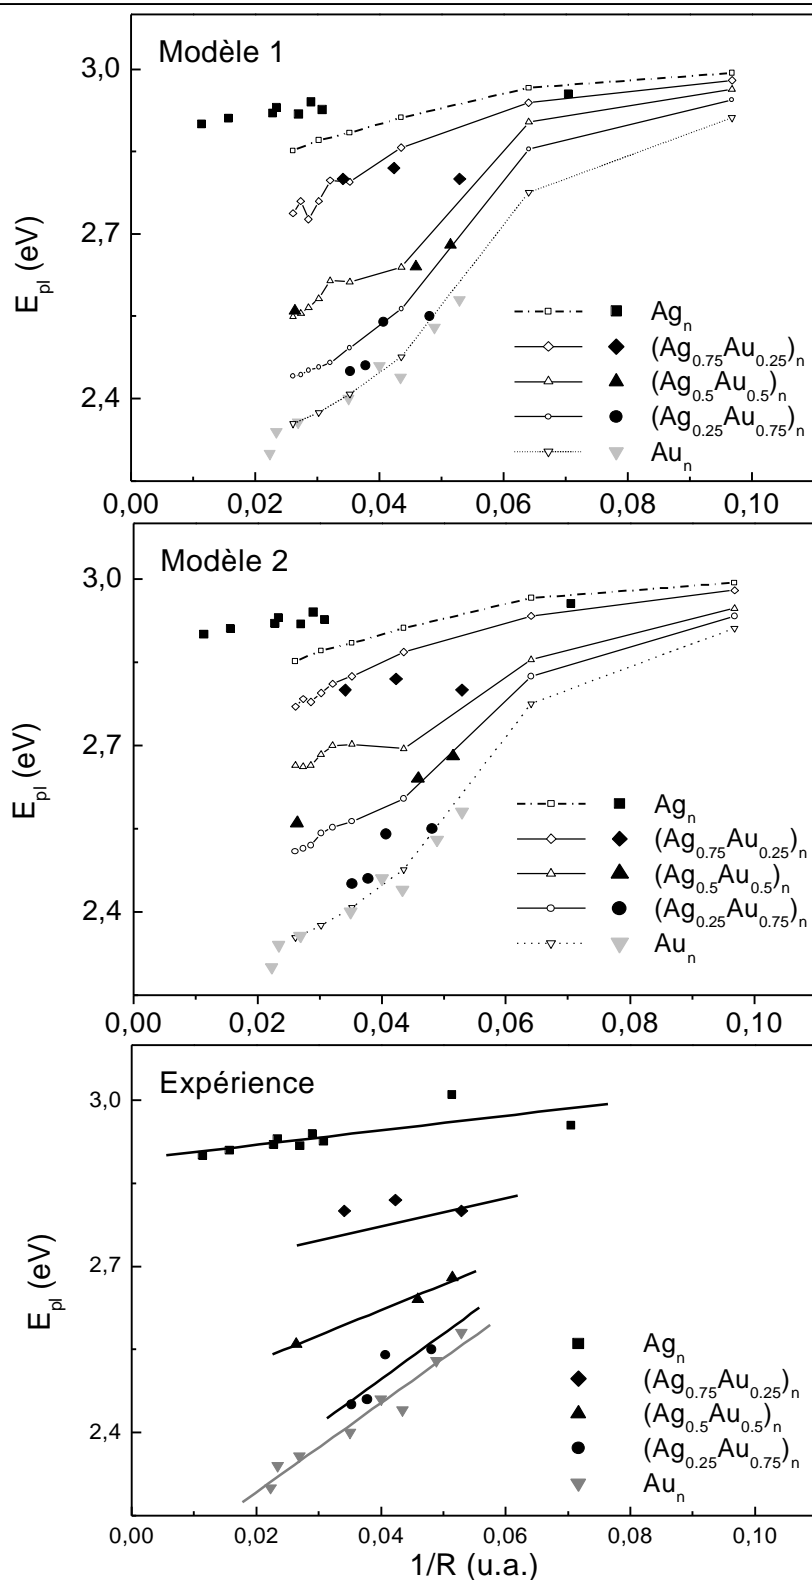 Modèle 1
3,0
2,7
2,4
E_pl (eV)
Ag_n
(Ag_0.75Au_0.25)_n
(Ag_0.5Au_0.5)_n
(Ag_0.25Au_0.75)_n
Au_n
0,00 0,02 0,04 0,06 0,08 0,10
Modèle 2
3,0
2,7
2,4
E_pl (eV)
Ag_n
(Ag_0.75Au_0.25)_n
(Ag_0.5Au_0.5)_n
(Ag_0.25Au_0.75)_n
Au_n
0,00 0,02 0,04 0,06 0,08 0,10
Expérience
3,0
2,7
2,4
E_pl (eV)
Ag_n
(Ag_0.75Au_0.25)_n
(Ag_0.5Au_0.5)_n
(Ag_0.25Au_0.75)_n
Au_n
0,00 0,02 0,04 0,06 0,08 0,10
1/R (u.a.)